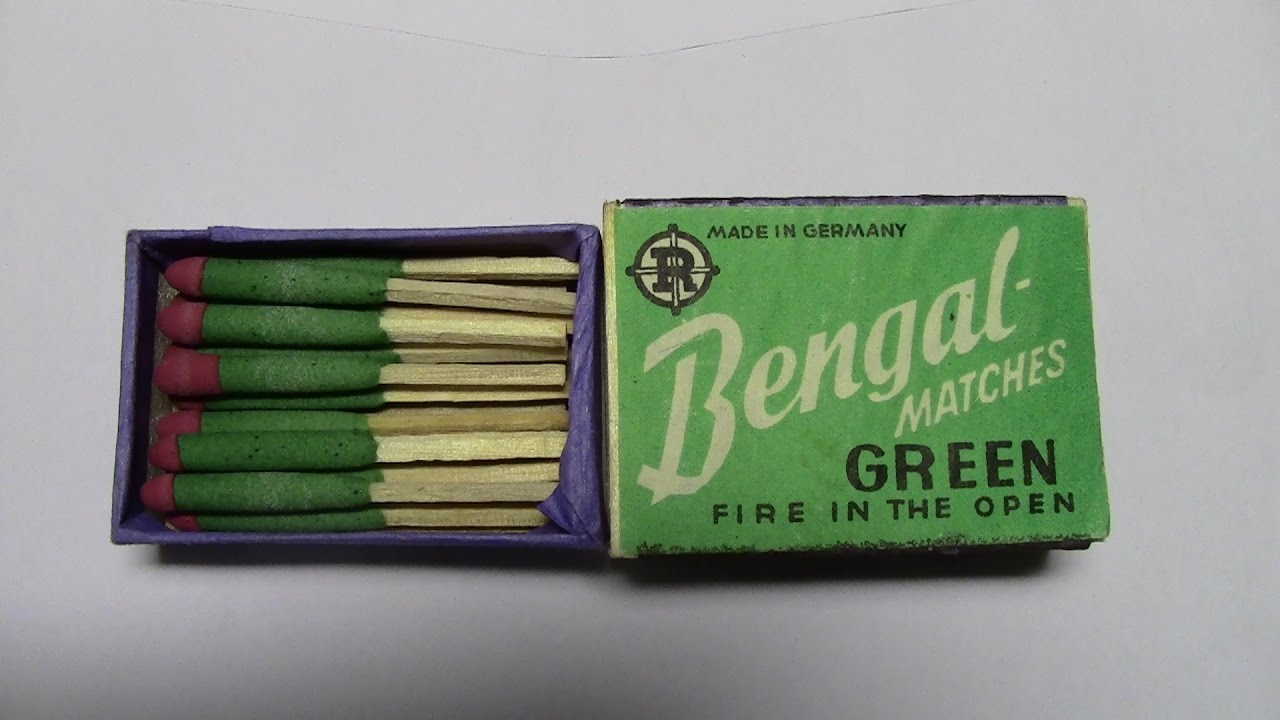 MADE IN GERMANY
R
Bengal-
MATCHES
GREEN
FIRE IN THE OPEN